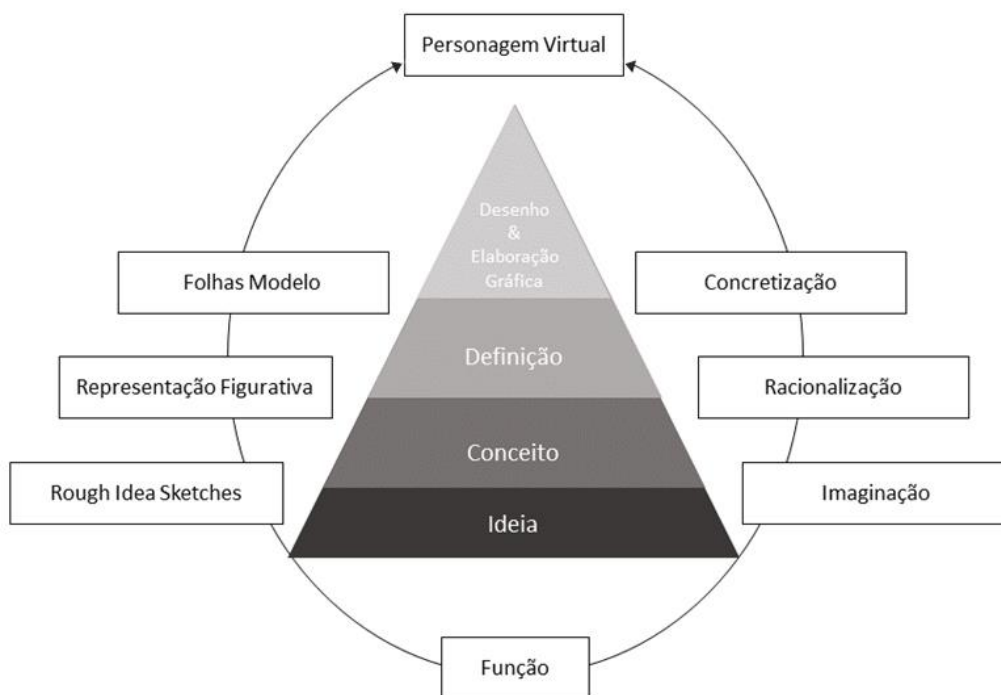 Personagem Virtual
Desenho
&
Elaboração
Gráfica
Folhas Modelo
Concretização
Definição
Representação Figurativa
Racionalização
Conceito
Rough Idea Sketches
Imaginação
Ideia
Função